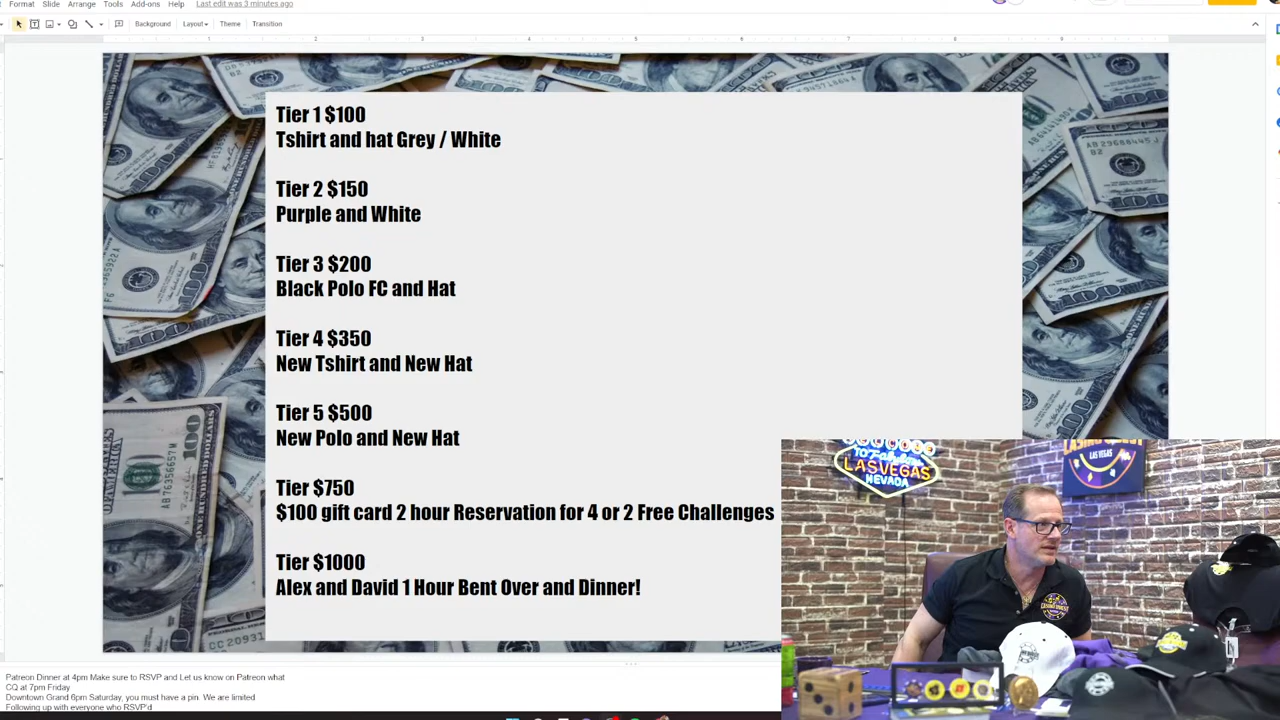 Format Slide Arrange Tools Add-ons Help Last edit was 3 minutes ago
Background Layout Theme Transition
Tier 1 $100
Tshirt and hat Grey / White
Tier 2 $150
Purple and White
Tier 3 $200
Black Polo FC and Hat
Tier 4 $350
New Tshirt and New Hat
Tier 5 $500
New Polo and New Hat
Tier $750
$100 gift card 2 hour Reservation for 4 or 2 Free Challenges
Tier $1000
Alex and David 1 Hour Bent Over and Dinner!
TO Fabulous
LAS VEGAS
NEVADA
LAS VEGAS
Patreon Dinner at 4pm Make sure to RSVP and Let us know on Patreon what
CQ at 7pm Friday
Downtown Grand 6pm Saturday, you must have a pin. We are limited
Following up with everyone who RSVP'd